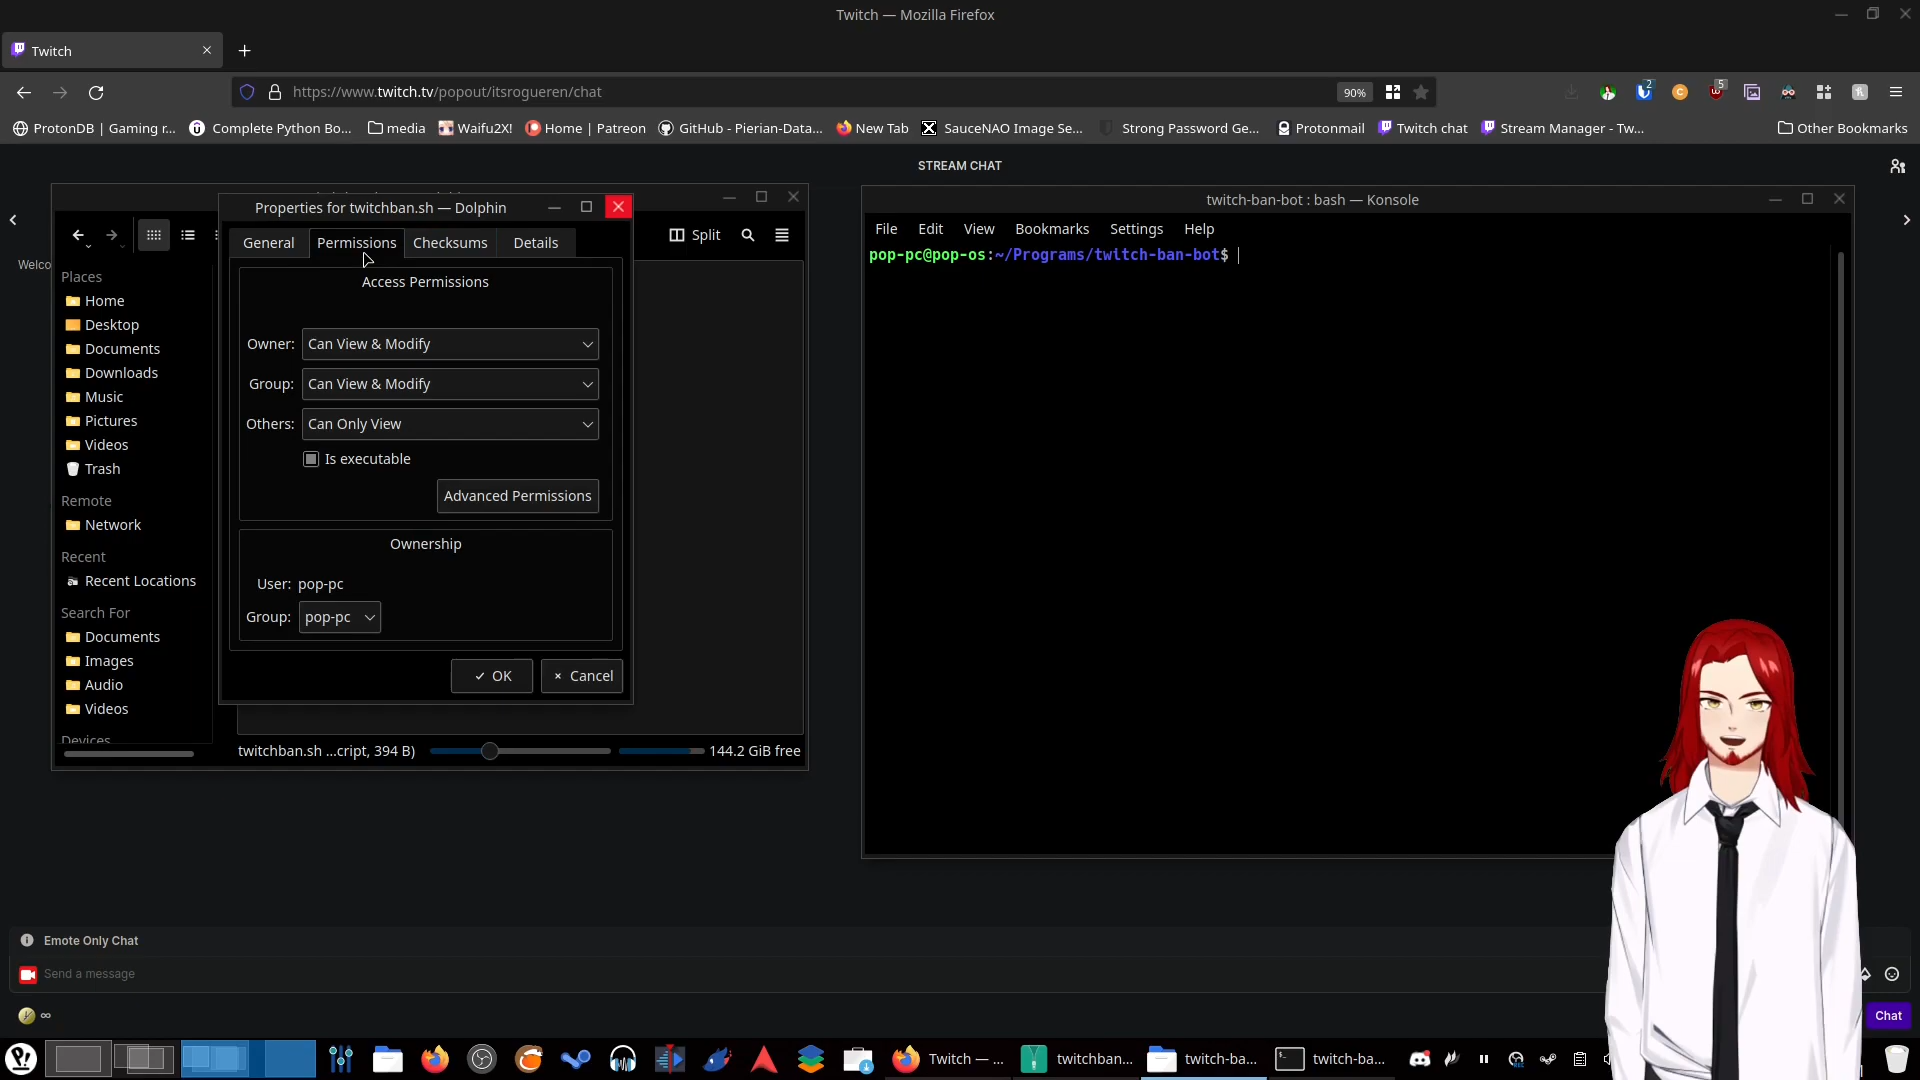 Twitch — Mozilla Firefox
Twitch
https://www.twitch.tv/popout/itsrogueren/chat
90%
2
5
ProtonDB | Gaming r...
Complete Python Bo...
media
Waifu2X!
Home | Patreon
GitHub - Pierian-Data...
New Tab
SauceNAO Image Se...
Strong Password Ge...
Protonmail
Twitch chat
Stream Manager - Tw...
Other Bookmarks
STREAM CHAT
Welco
Split
Places
Home
Desktop
Documents
Downloads
Music
Pictures
Videos
Trash
Remote
Network
Recent
Recent Locations
Search For
Documents
Images
Audio
Videos
Devices
twitchban.sh ...cript, 394 B)
144.2 GiB free
Properties for twitchban.sh — Dolphin
General
Permissions
Checksums
Details
Access Permissions
Owner: Can View & Modify
Group: Can View & Modify
Others: Can Only View
Is executable
Advanced Permissions
Ownership
User: pop-pc
Group: pop-pc
OK
Cancel
twitch-ban-bot : bash — Konsole
File Edit View Bookmarks Settings Help
pop-pc@pop-os:~/Programs/twitch-ban-bot$
Emote Only Chat
Send a message
∞
Chat
Twitch — ...
twitchban...
twitch-ba...
twitch-ba...